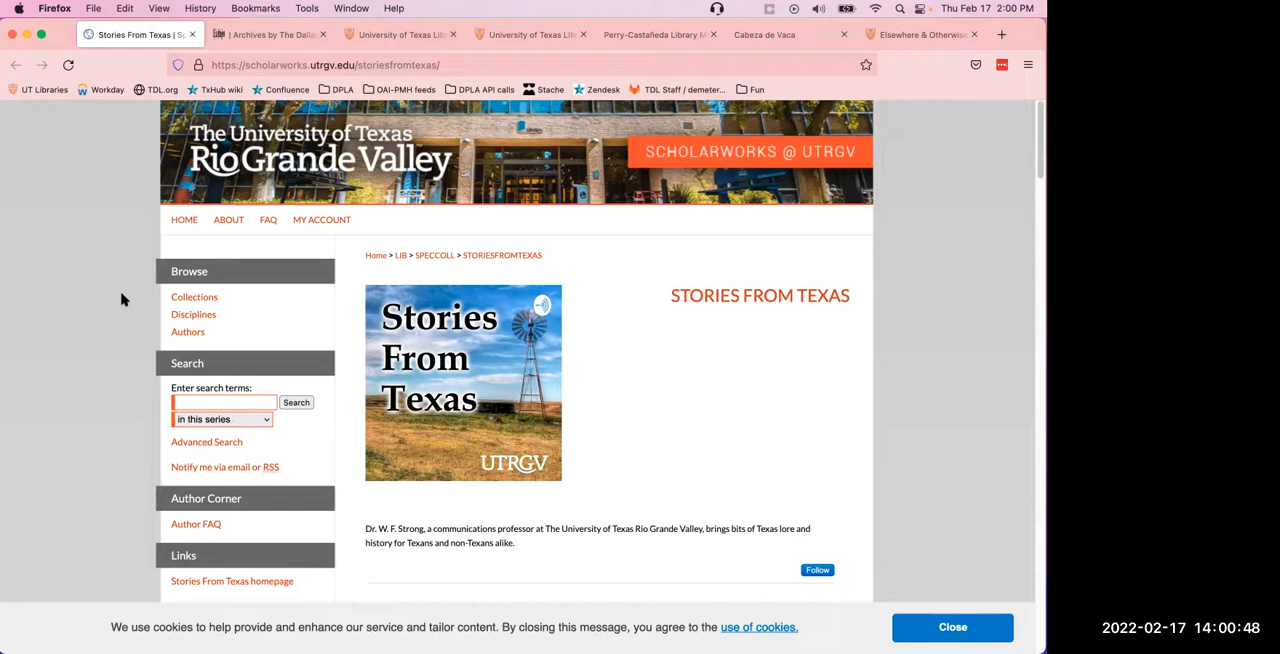 Firefox File Edit View History Bookmarks Tools Window Help Thu Feb 17 2:00 PM
Stories From Texas | Sp × | Archives by The Dalla × University of Texas Lib × University of Texas Lib × Perry-Castañeda Library M × Cabeza de Vaca × Elsewhere & Otherwise × +
https://scholarworks.utrgv.edu/storiesfromtexas/
UT Libraries Workday TDL.org TxHub wiki Confluence DPLA OAI-PMH feeds DPLA API calls Stache Zendesk TDL Staff / demeter... Fun
The University of Texas
RioGrande Valley
SCHOLARWORKS @ UTRGV
HOME ABOUT FAQ MY ACCOUNT
Home > LIB > SPECCOLL > STORIESFROMTEXAS
Browse
Collections
Disciplines
Authors
Search
Enter search terms:
Search
in this series
Advanced Search
Notify me via email or RSS
Author Corner
Author FAQ
Links
Stories From Texas homepage
Stories
From
Texas
UTRGV
STORIES FROM TEXAS
Dr. W. F. Strong, a communications professor at The University of Texas Rio Grande Valley, brings bits of Texas lore and
history for Texans and non-Texans alike.
Follow
We use cookies to help provide and enhance our service and tailor content. By closing this message, you agree to the use of cookies.
Close
2022-02-17 14:00:48